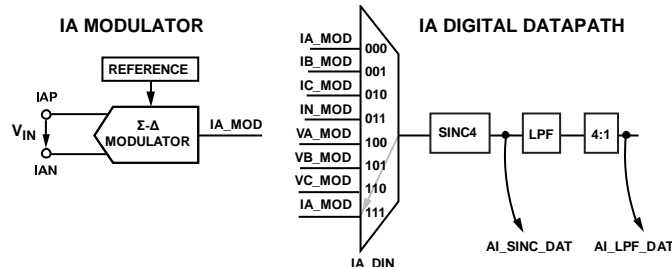 IA MODULATOR
IA DIGITAL DATAPATH
REFERENCE
IAP
V_IN
IAN
Σ-Δ
MODULATOR
IA_MOD
IA_MOD 000
IB_MOD 001
IC_MOD 010
IN_MOD 011
VA_MOD 100
VB_MOD 101
VC_MOD 110
IA_MOD 111
IA_DIN
SINC4
LPF
4:1
AI_SINC_DAT
AI_LPF_DAT